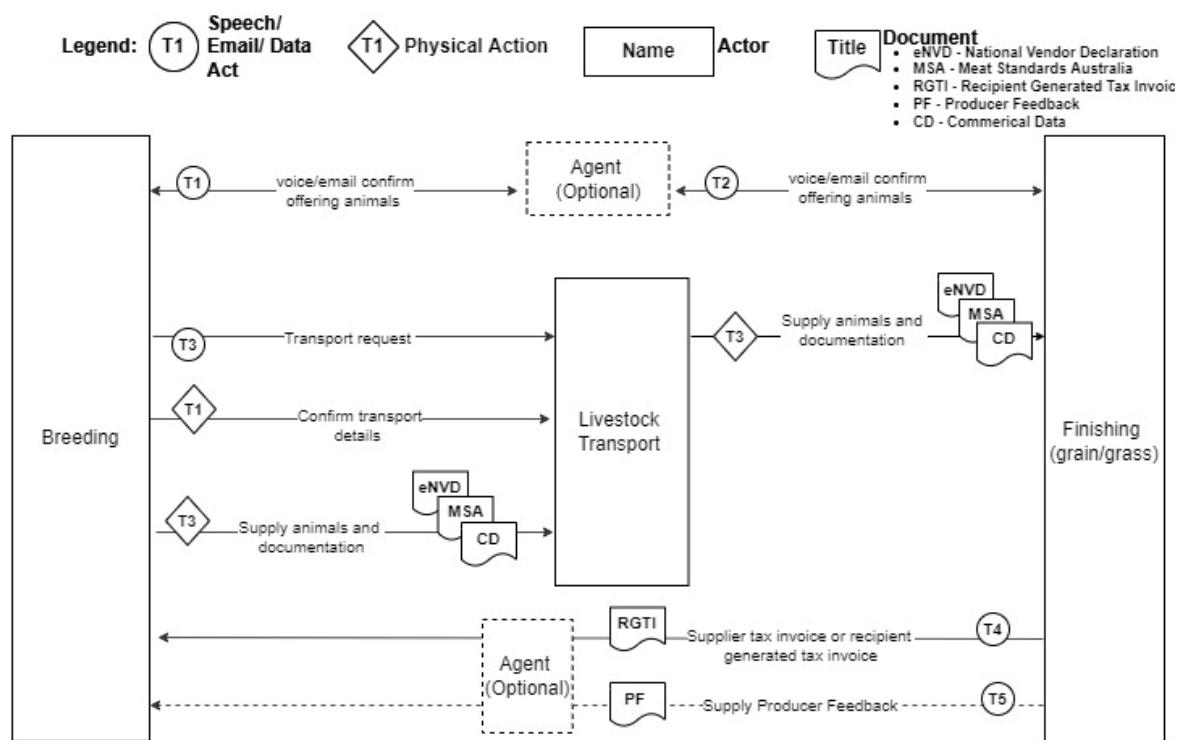 Legend:
T1
Speech/
Email/ Data
Act
T1
Physical Action
Name
Actor
Title
Document
• eNVD - National Vendor Declaration
• MSA - Meat Standards Australia
• RGTI - Recipient Generated Tax Invoic
• PF - Producer Feedback
• CD - Commerical Data
T1
voice/email confirm
offering animals
Agent
(Optional)
T2
voice/email confirm
offering animals
Breeding
T3
Transport request
T1
Confirm transport
details
T3
Supply animals and
documentation
eNVD
MSA
CD
Livestock
Transport
T3
Supply animals and
documentation
eNVD
MSA
CD
Finishing
(grain/grass)
Agent
(Optional)
RGTI
Supplier tax invoice or recipient
generated tax invoice
T4
PF
Supply Producer Feedback
T5